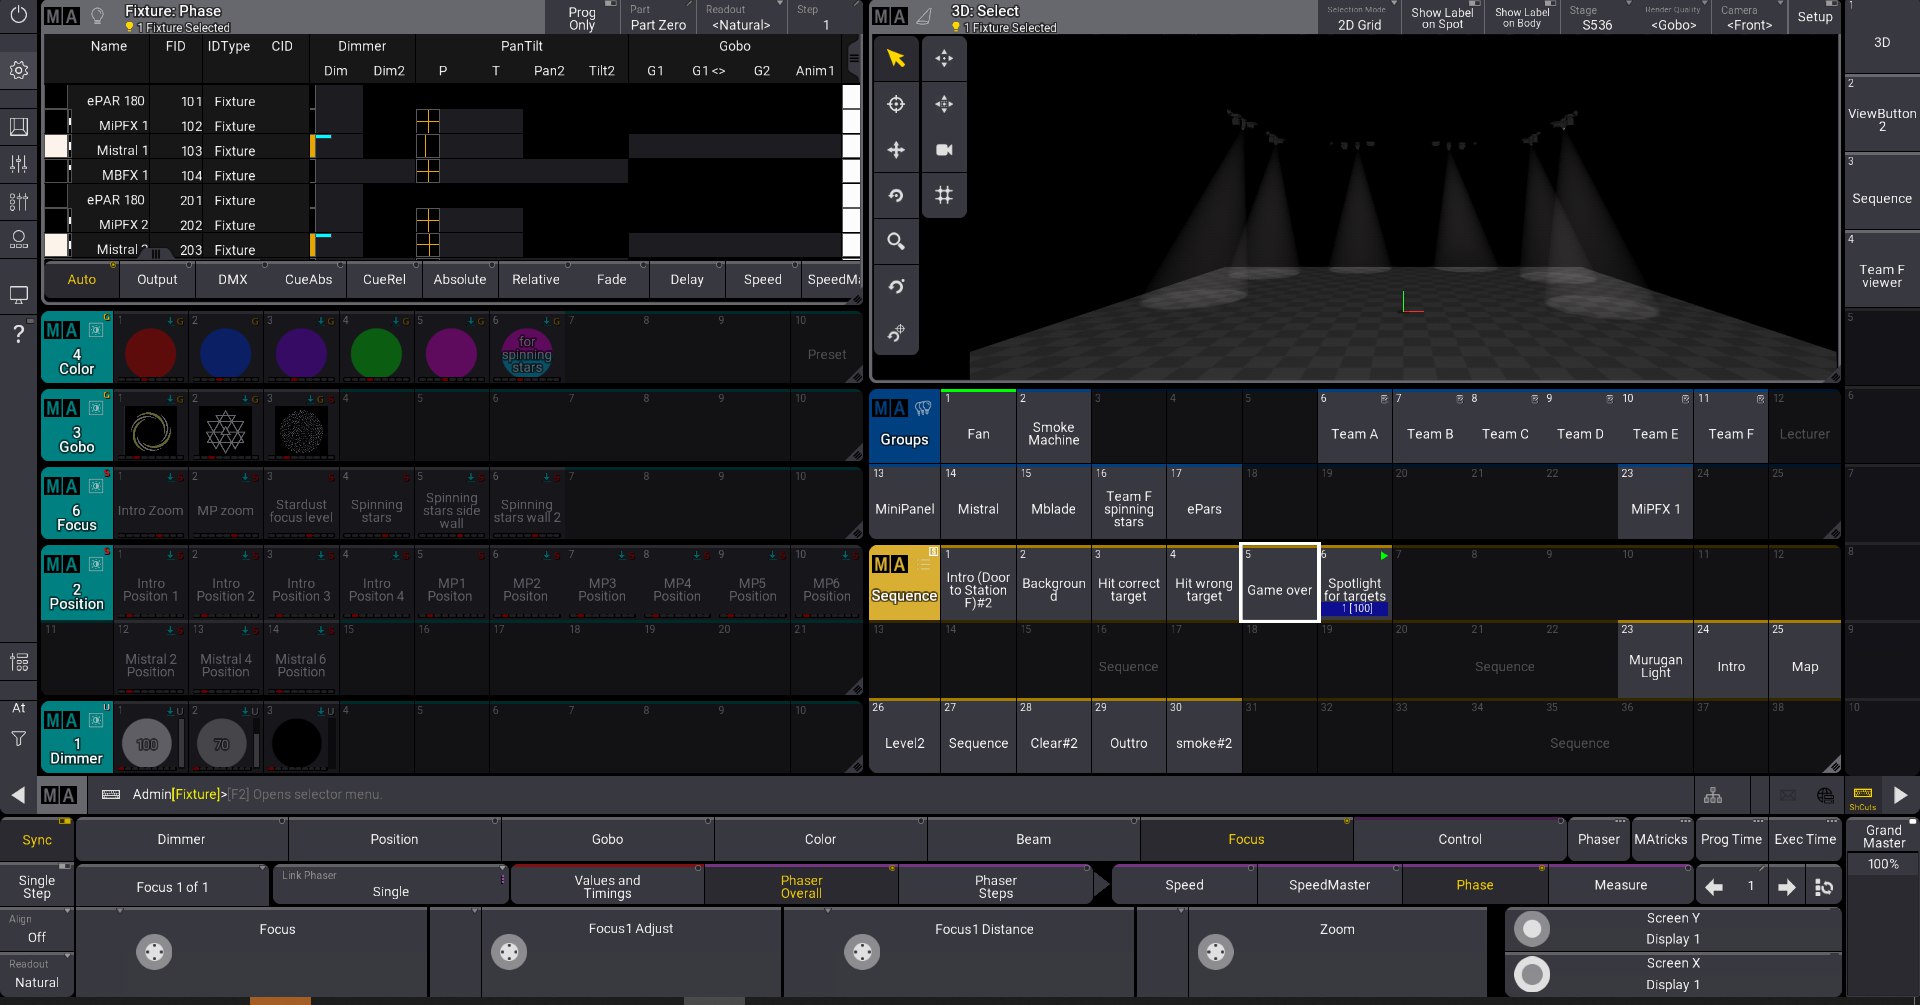 MA
Fixture: Phase
1 Fixture Selected
Prog Only
Part
Part Zero
Readout
<Natural>
Step
1
Name FID IDType CID Dimmer PanTilt Gobo
Dim Dim2 P T Pan2 Tilt2 G1 G1<> G2 Anim1
ePAR 180 101 Fixture
MiPFX 1 102 Fixture
Mistral 1 103 Fixture
MBFX 1 104 Fixture
ePAR 180 201 Fixture
MiPFX 2 202 Fixture
Mistral 2 203 Fixture
Auto Output DMX CueAbs CueRel Absolute Relative Fade Delay Speed SpeedMa
MA
3D: Select
1 Fixture Selected
Selection Mode
2D Grid
Show Label on Spot
Show Label on Body
Stage
S536
Render Quality
<Gobo>
Camera
<Front>
Setup
1
3D
2
ViewButton 2
3
Sequence
4
Team F viewer
5
6
7
8
9
10
MA G
4 Color
1 G 2 G 3 G 4 G 5 G 6 G 7 8 9 10
for spinning stars
Preset
MA G
3 Gobo
1 G 2 G 3 G S 4 5 6 7 8 9 10
MA S
6 Focus
1 S 2 S 3 S 4 S 5 S 6 S 7 8 9 10
Intro Zoom
MP zoom
Stardust focus level
Spinning stars
Spinning stars side wall
Spinning stars wall 2
MA S
2 Position
1 S 2 S 3 S 4 S 5 S 6 S 7 S 8 S 9 S 10 S
Intro Positon 1
Intro Position 2
Intro Position 3
Intro Positon 4
MP1 Positon
MP2 Positon
MP3 Position
MP4 Position
MP5 Position
MP6 Position
11 12 S 13 S 14 S 15 16 17 18 19 20 21
Mistral 2 Position
Mistral 4 Position
Mistral 6 Position
MA U
1 Dimmer
1 U 2 U 3 U 4 5 6 7 8 9 10
100
70
MA
Groups
1 2 3 4 5 6 7 8 9 10 11 12
Fan
Smoke Machine
Team A
Team B
Team C
Team D
Team E
Team F
Lecturer
13 14 15 16 17 18 19 20 21 22 23 24 25
MiniPanel
Mistral
Mblade
Team F spinning stars
ePars
MiPFX 1
MA
Sequence
1 2 3 4 5 6 7 8 9 10 11 12
Intro (Door to Station F)#2
Background
Hit correct target
Hit wrong target
Game over
Spotlight for targets
1 [100]
13 14 15 16 17 18 19 20 21 22 23 24 25
Sequence
Sequence
Murugan Light
Intro
Map
26 27 28 29 30 31 32 33 34 35 36 37 38
Level2
Sequence
Clear#2
Outtro
smoke#2
Sequence
?
At
MA
Admin[Fixture]>[F2] Opens selector menu.
ShCuts
Sync
Dimmer
Position
Gobo
Color
Beam
Focus
Control
Phaser
MAtricks
Prog Time
Exec Time
Grand Master
100%
Single Step
Focus 1 of 1
Link Phaser
Single
Values and Timings
Phaser Overall
Phaser Steps
Speed
SpeedMaster
Phase
Measure
1
Align
Off
Readout
Natural
Focus
Focus1 Adjust
Focus1 Distance
Zoom
Screen Y
Display 1
Screen X
Display 1